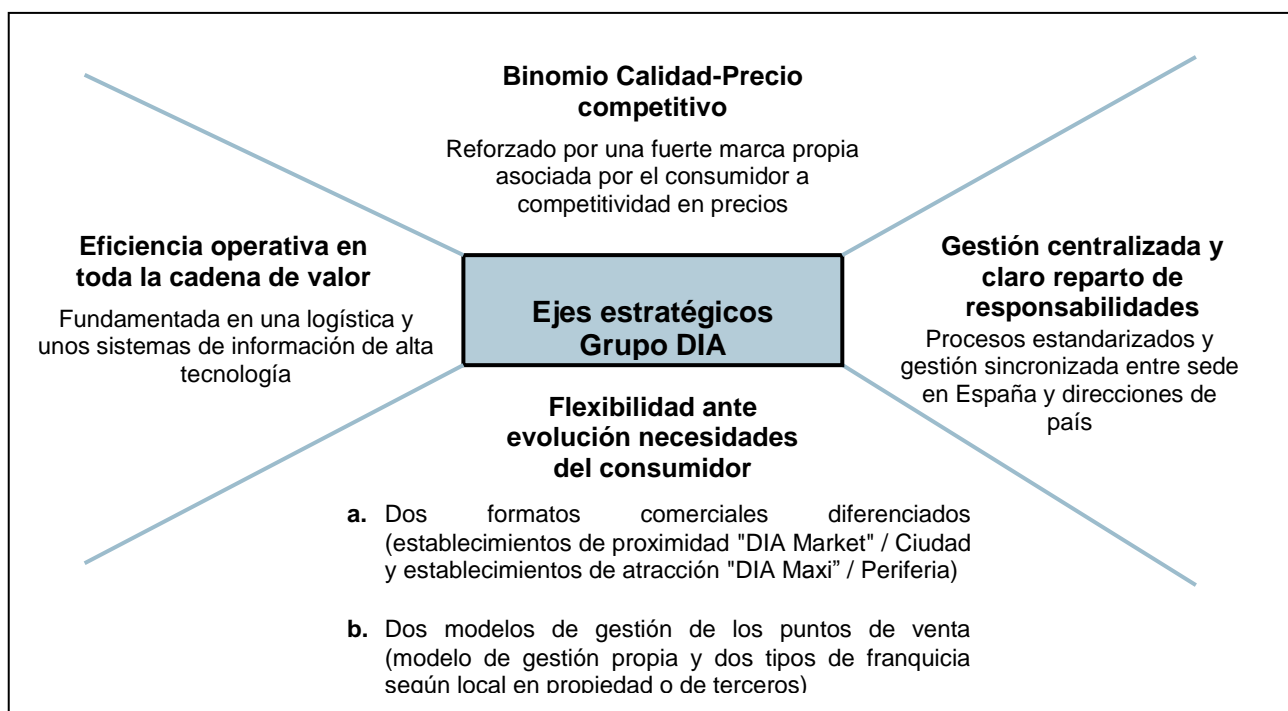 Binomio Calidad-Precio
competitivo
Reforzado por una fuerte marca propia
asociada por el consumidor a
competitividad en precios
Eficiencia operativa en
toda la cadena de valor
Fundamentada en una logística y
unos sistemas de información de alta
tecnología
Ejes estratégicos
Grupo DIA
Gestión centralizada y
claro reparto de
responsabilidades
Procesos estandarizados y
gestión sincronizada entre sede
en España y direcciones de
país
Flexibilidad ante
evolución necesidades
del consumidor
a. Dos formatos comerciales diferenciados
(establecimientos de proximidad "DIA Market" / Ciudad
y establecimientos de atracción "DIA Maxi” / Periferia)
b. Dos modelos de gestión de los puntos de venta
(modelo de gestión propia y dos tipos de franquicia
según local en propiedad o de terceros)